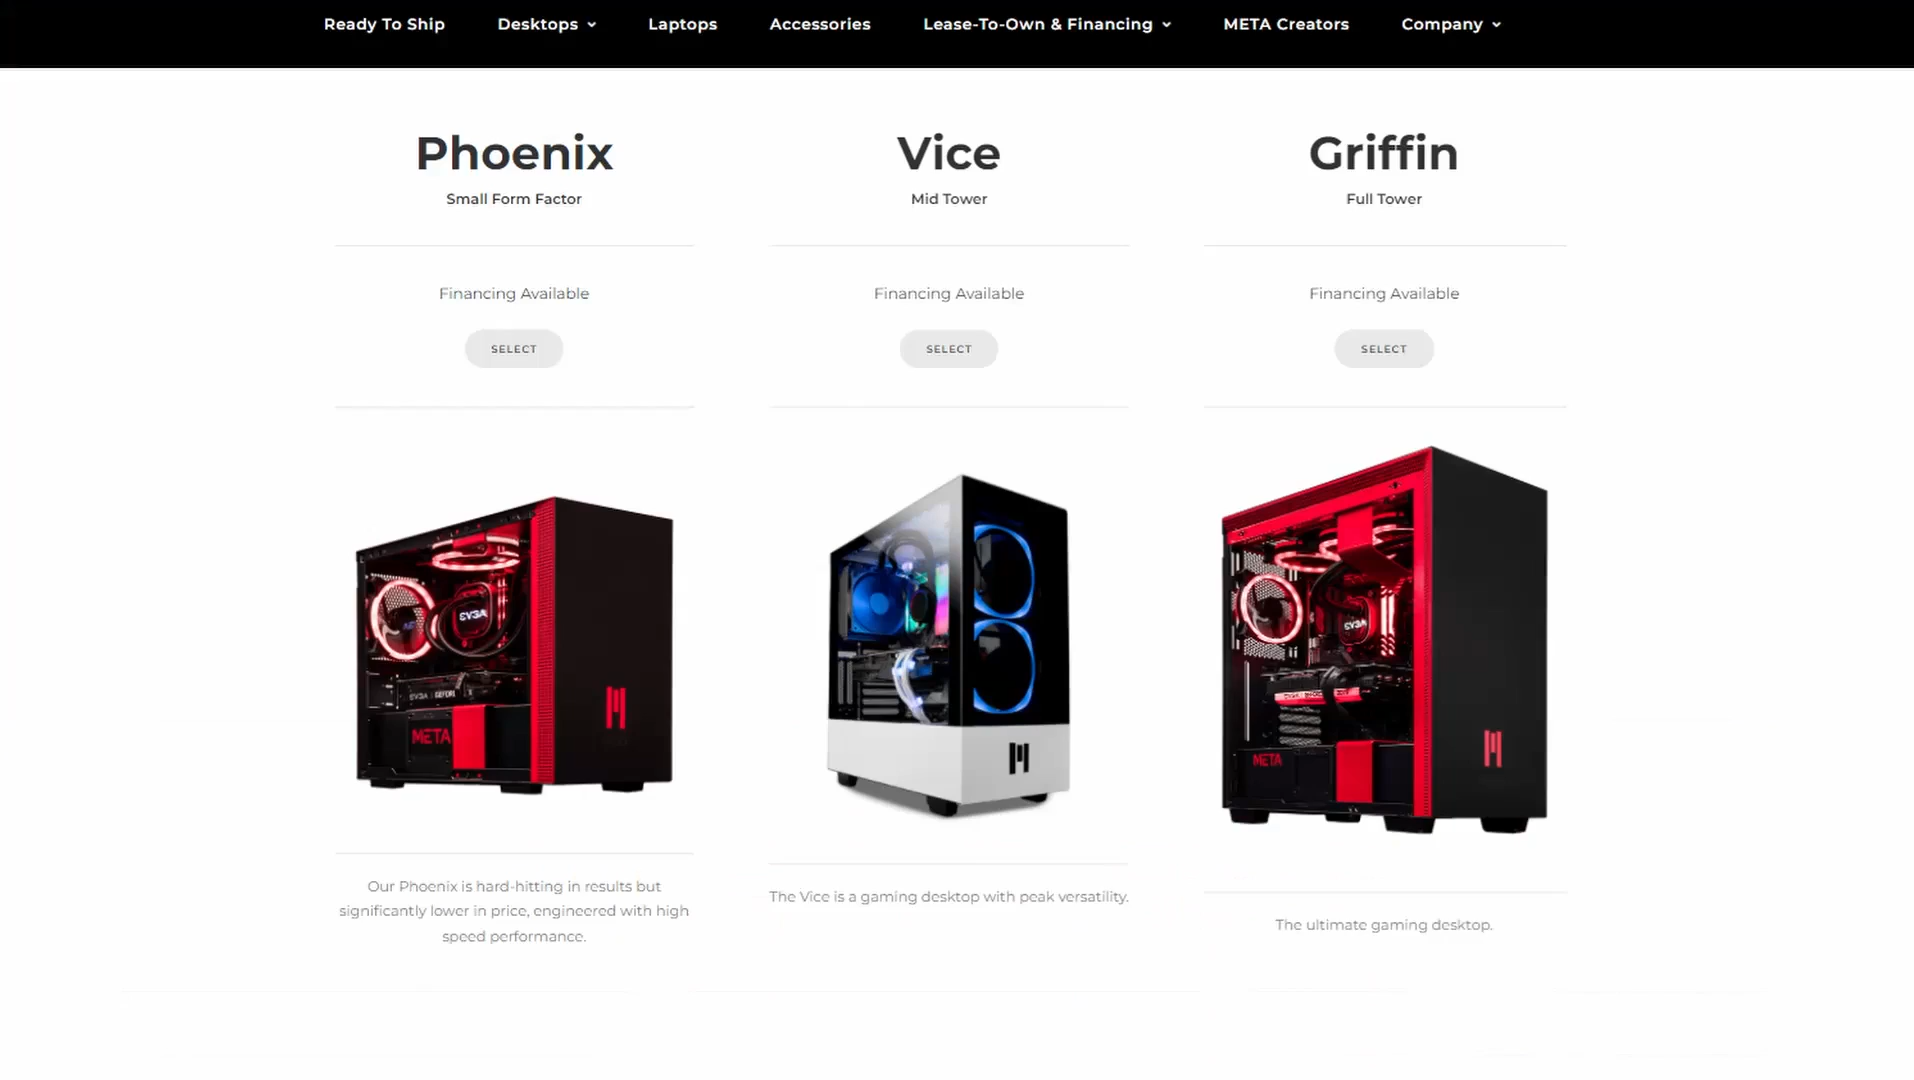 Ready To Ship Desktops Laptops Accessories Lease-To-Own & Financing META Creators Company
Phoenix
Small Form Factor
Financing Available
SELECT
EVGA
EVGA GEFOR
META
Our Phoenix is hard-hitting in results but
significantly lower in price, engineered with high
speed performance.
Vice
Mid Tower
Financing Available
SELECT
The Vice is a gaming desktop with peak versatility.
Griffin
Full Tower
Financing Available
SELECT
EVGA
META
The ultimate gaming desktop.